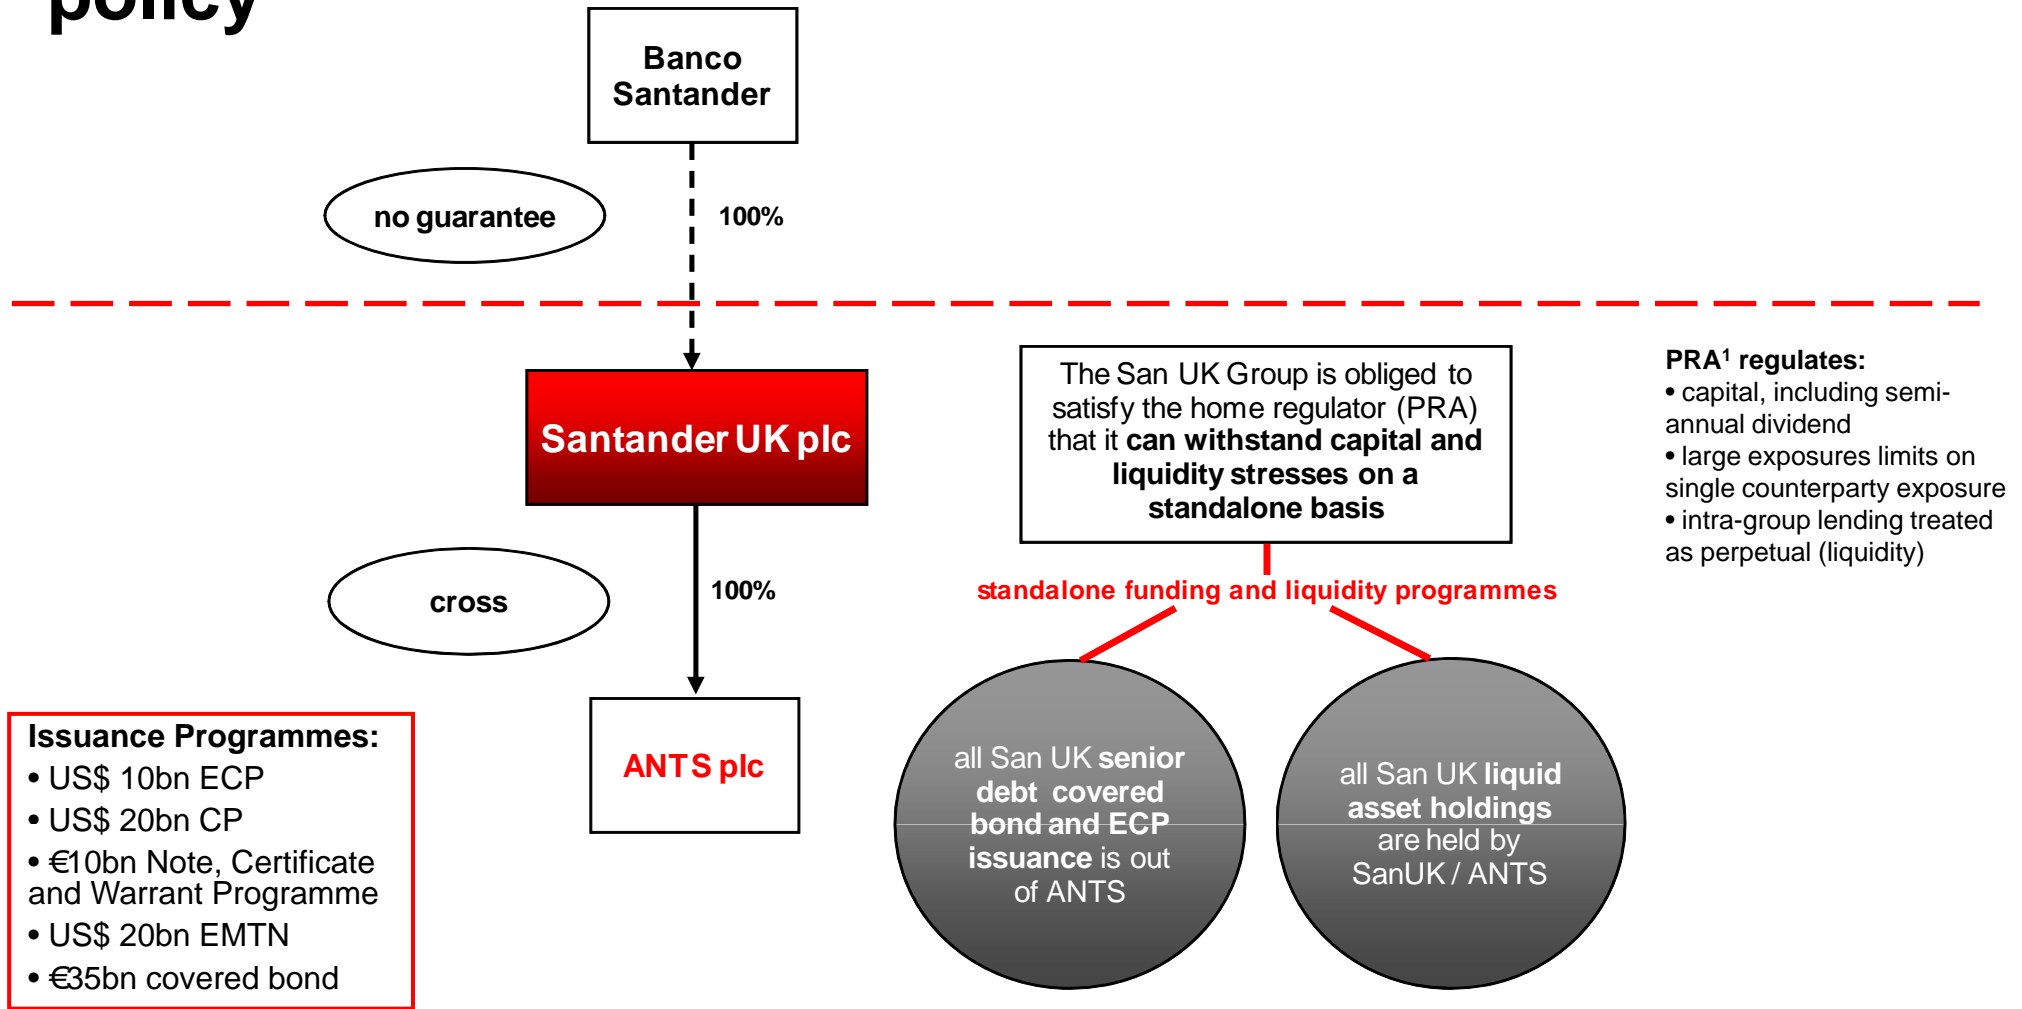 policy
Banco
Santander
no guarantee
100%
Santander UK plc
The San UK Group is obliged to
satisfy the home regulator (PRA)
that it can withstand capital and
liquidity stresses on a
standalone basis
PRA¹ regulates:
• capital, including semi-
annual dividend
• large exposures limits on
single counterparty exposure
• intra-group lending treated
as perpetual (liquidity)
cross
100%
standalone funding and liquidity programmes
ANTS plc
Issuance Programmes:
• US$ 10bn ECP
• US$ 20bn CP
• €10bn Note, Certificate
and Warrant Programme
• US$ 20bn EMTN
• €35bn covered bond
all San UK senior
debt covered
bond and ECP
issuance is out
of ANTS
all San UK liquid
asset holdings
are held by
SanUK / ANTS